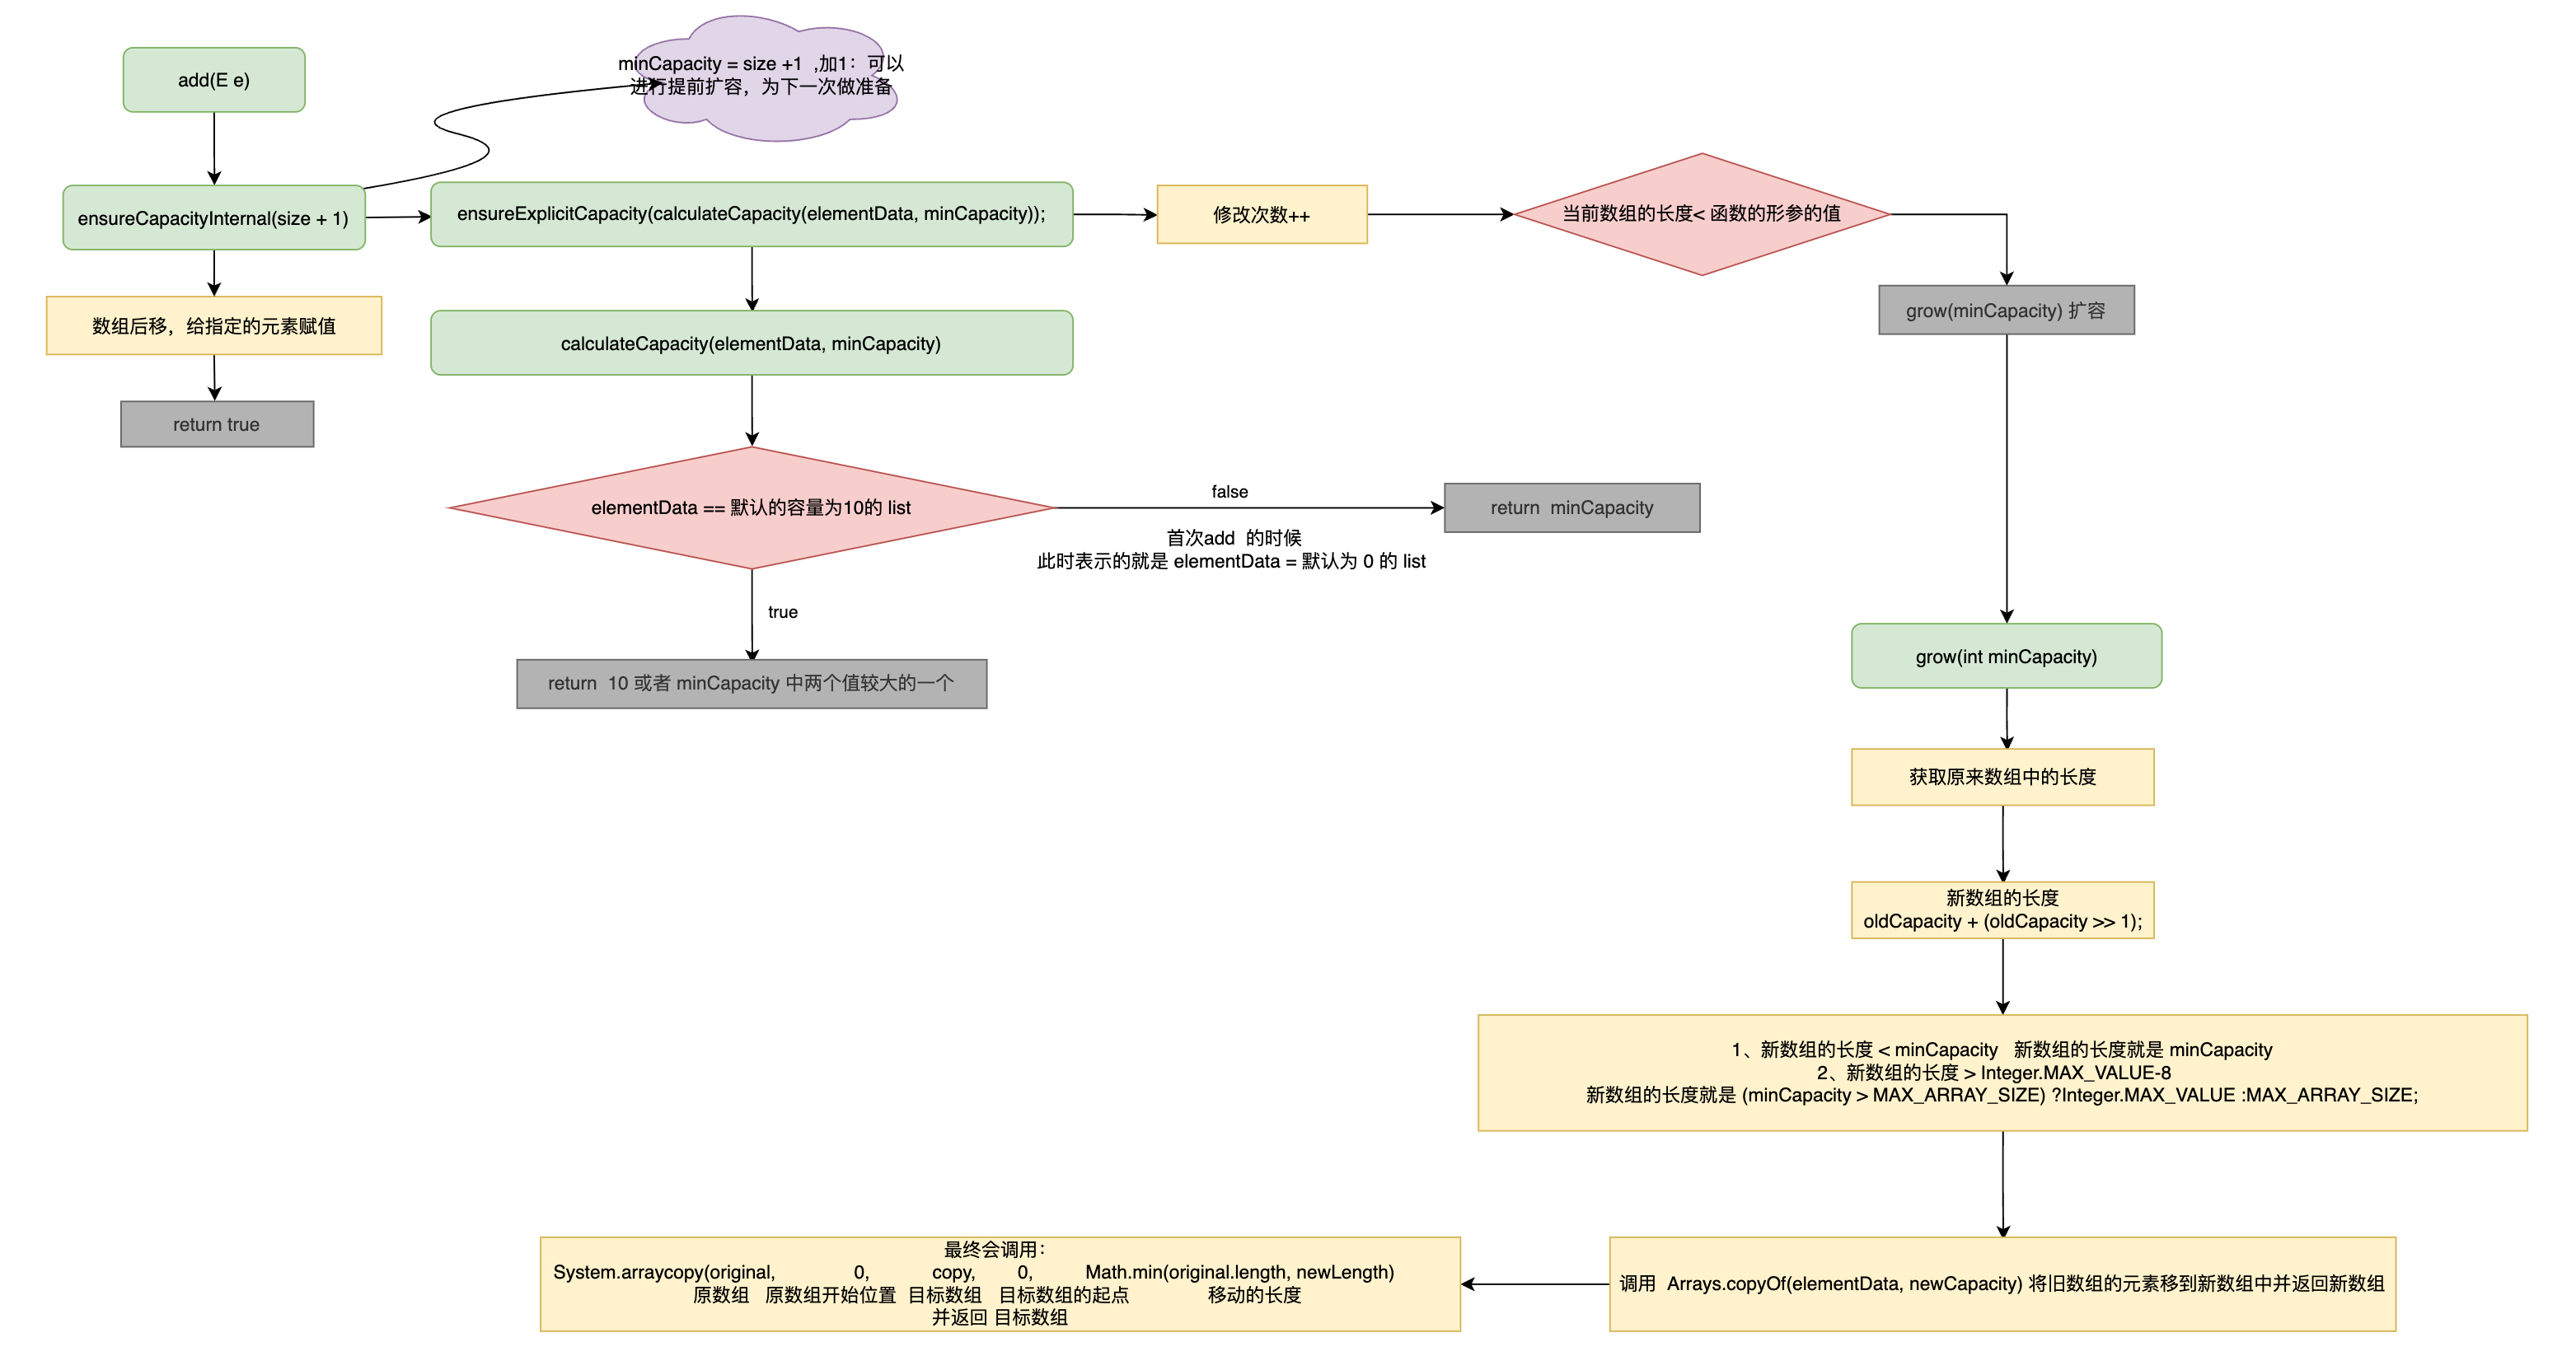 add(E e)
minCapacity = size +1 ,加1：可以
进行提前扩容，为下一次做准备
ensureCapacityInternal(size + 1)
ensureExplicitCapacity(calculateCapacity(elementData, minCapacity));
修改次数++
当前数组的长度< 函数的形参的值
grow(minCapacity) 扩容
数组后移，给指定的元素赋值
calculateCapacity(elementData, minCapacity)
return true
elementData == 默认的容量为10的 list
false
return minCapacity
首次add 的时候
此时表示的就是 elementData = 默认为 0 的 list
true
return 10 或者 minCapacity 中两个值较大的一个
grow(int minCapacity)
获取原来数组中的长度
新数组的长度
oldCapacity + (oldCapacity >> 1);
1、新数组的长度 < minCapacity 新数组的长度就是 minCapacity
2、新数组的长度 > Integer.MAX_VALUE-8
新数组的长度就是 (minCapacity > MAX_ARRAY_SIZE) ?Integer.MAX_VALUE :MAX_ARRAY_SIZE;
调用 Arrays.copyOf(elementData, newCapacity) 将旧数组的元素移到新数组中并返回新数组
最终会调用：
System.arraycopy(original, 0, copy, 0, Math.min(original.length, newLength)
原数组 原数组开始位置 目标数组 目标数组的起点 移动的长度
并返回 目标数组